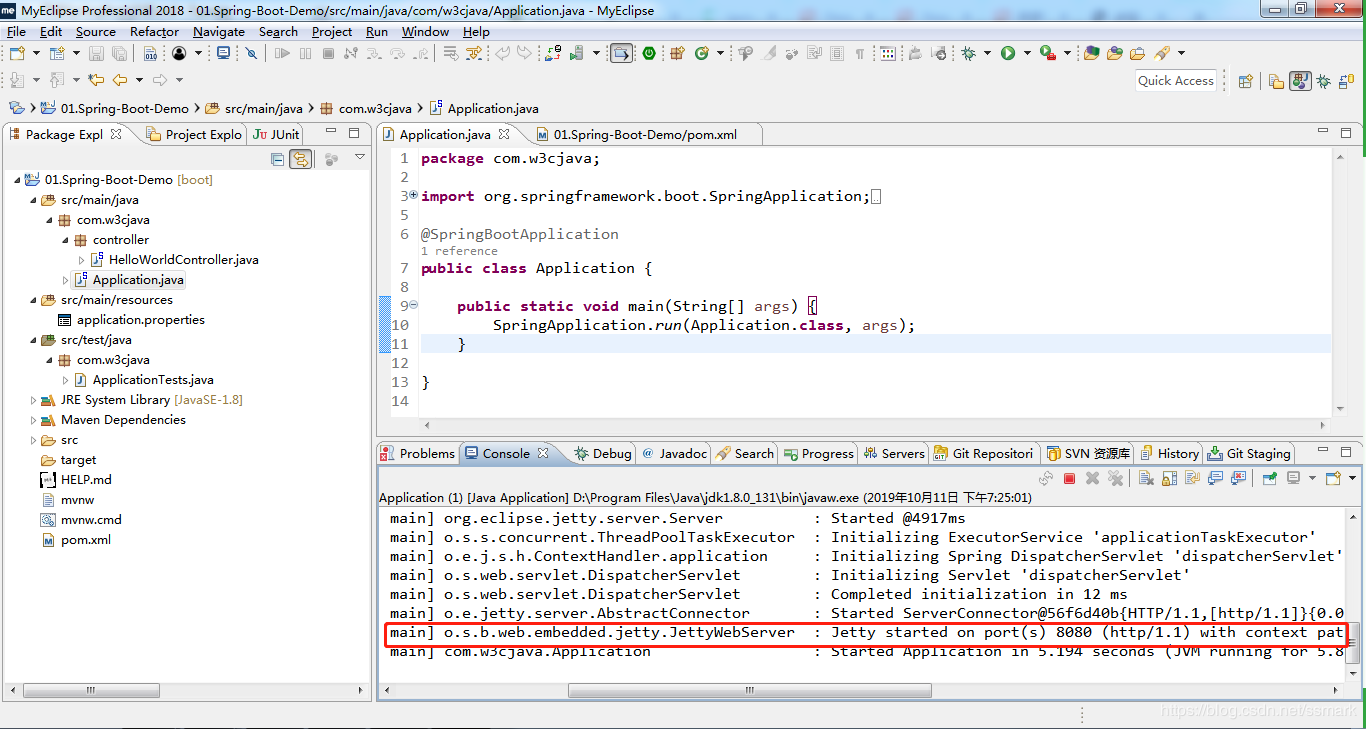 MyEclipse Professional 2018 - 01.Spring-Boot-Demo/src/main/java/com/w3cjava/Application.java - MyEclipse
File Edit Source Refactor Navigate Search Project Run Window Help
Quick Access
01.Spring-Boot-Demo src/main/java com.w3cjava Application.java
Package Expl Project Explo JUnit
01.Spring-Boot-Demo [boot]
src/main/java
com.w3cjava
controller
HelloWorldController.java
Application.java
src/main/resources
application.properties
src/test/java
com.w3cjava
ApplicationTests.java
JRE System Library [JavaSE-1.8]
Maven Dependencies
src
target
HELP.md
mvnw
mvnw.cmd
pom.xml
Application.java 01.Spring-Boot-Demo/pom.xml
1 package com.w3cjava;
2
3 import org.springframework.boot.SpringApplication;
5
6 @SpringBootApplication
1 reference
7 public class Application {
8
9 public static void main(String[] args) {
10 SpringApplication.run(Application.class, args);
11 }
12
13 }
14
Problems Console Debug @ Javadoc Search Progress Servers Git Repositori SVN 资源库 History Git Staging
Application (1) [Java Application] D:\Program Files\Java\jdk1.8.0_131\bin\javaw.exe (2019年10月11日 下午7:25:01)
main] org.eclipse.jetty.server.Server : Started @4917ms
main] o.s.s.concurrent.ThreadPoolTaskExecutor : Initializing ExecutorService 'applicationTaskExecutor'
main] o.e.j.s.h.ContextHandler.application : Initializing Spring DispatcherServlet 'dispatcherServlet'
main] o.s.web.servlet.DispatcherServlet : Initializing Servlet 'dispatcherServlet'
main] o.s.web.servlet.DispatcherServlet : Completed initialization in 12 ms
main] o.e.jetty.server.AbstractConnector : Started ServerConnector@56f6d40b{HTTP/1.1,[http/1.1]}{0.0
main] o.s.b.web.embedded.jetty.JettyWebServer : Jetty started on port(s) 8080 (http/1.1) with context pat
main] com.w3cjava.Application : Started Application in 5.194 seconds (JVM running for 5.8
https://blog.csdn.net/ssmark